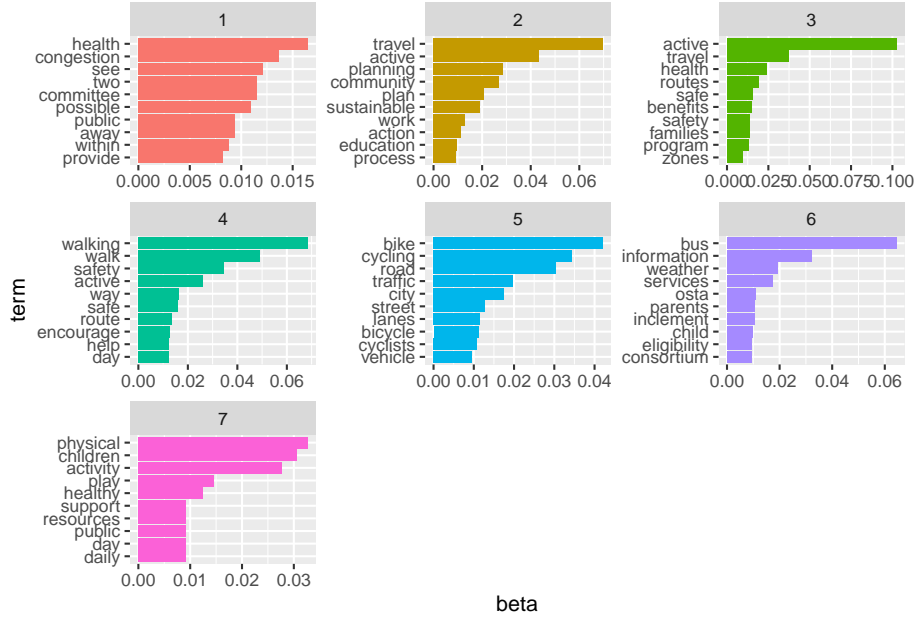 1
health
congestion
see
two
committee
possible
public
away
within
provide
0.000 0.005 0.010 0.015
2
travel
active
planning
community
plan
sustainable
work
action
education
process
0.00 0.02 0.04 0.06
3
active
travel
health
routes
safe
benefits
safety
families
program
zones
0.000 0.025 0.050 0.075 0.100
4
walking
walk
safety
active
way
safe
route
encourage
help
day
0.00 0.02 0.04 0.06
5
bike
cycling
road
traffic
city
street
lanes
bicycle
cyclists
vehicle
0.00 0.01 0.02 0.03 0.04
6
bus
information
weather
services
osta
parents
inclement
child
eligibility
consortium
0.00 0.02 0.04 0.06
7
physical
children
activity
play
healthy
support
resources
public
day
daily
0.00 0.01 0.02 0.03
term
beta